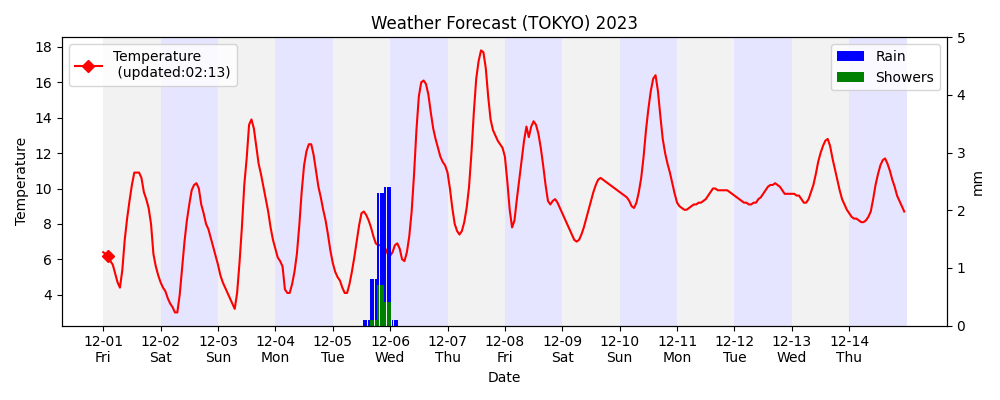 Weather Forecast (TOKYO) 2023
Temperature
(updated:02:13)
Rain
Showers
18
16
14
12
10
8
6
4
Temperature
5
4
3
2
1
0
mm
12-01 12-02 12-03 12-04 12-05 12-06 12-07 12-08 12-09 12-10 12-11 12-12 12-13 12-14
Fri Sat Sun Mon Tue Wed Thu Fri Sat Sun Mon Tue Wed Thu
Date